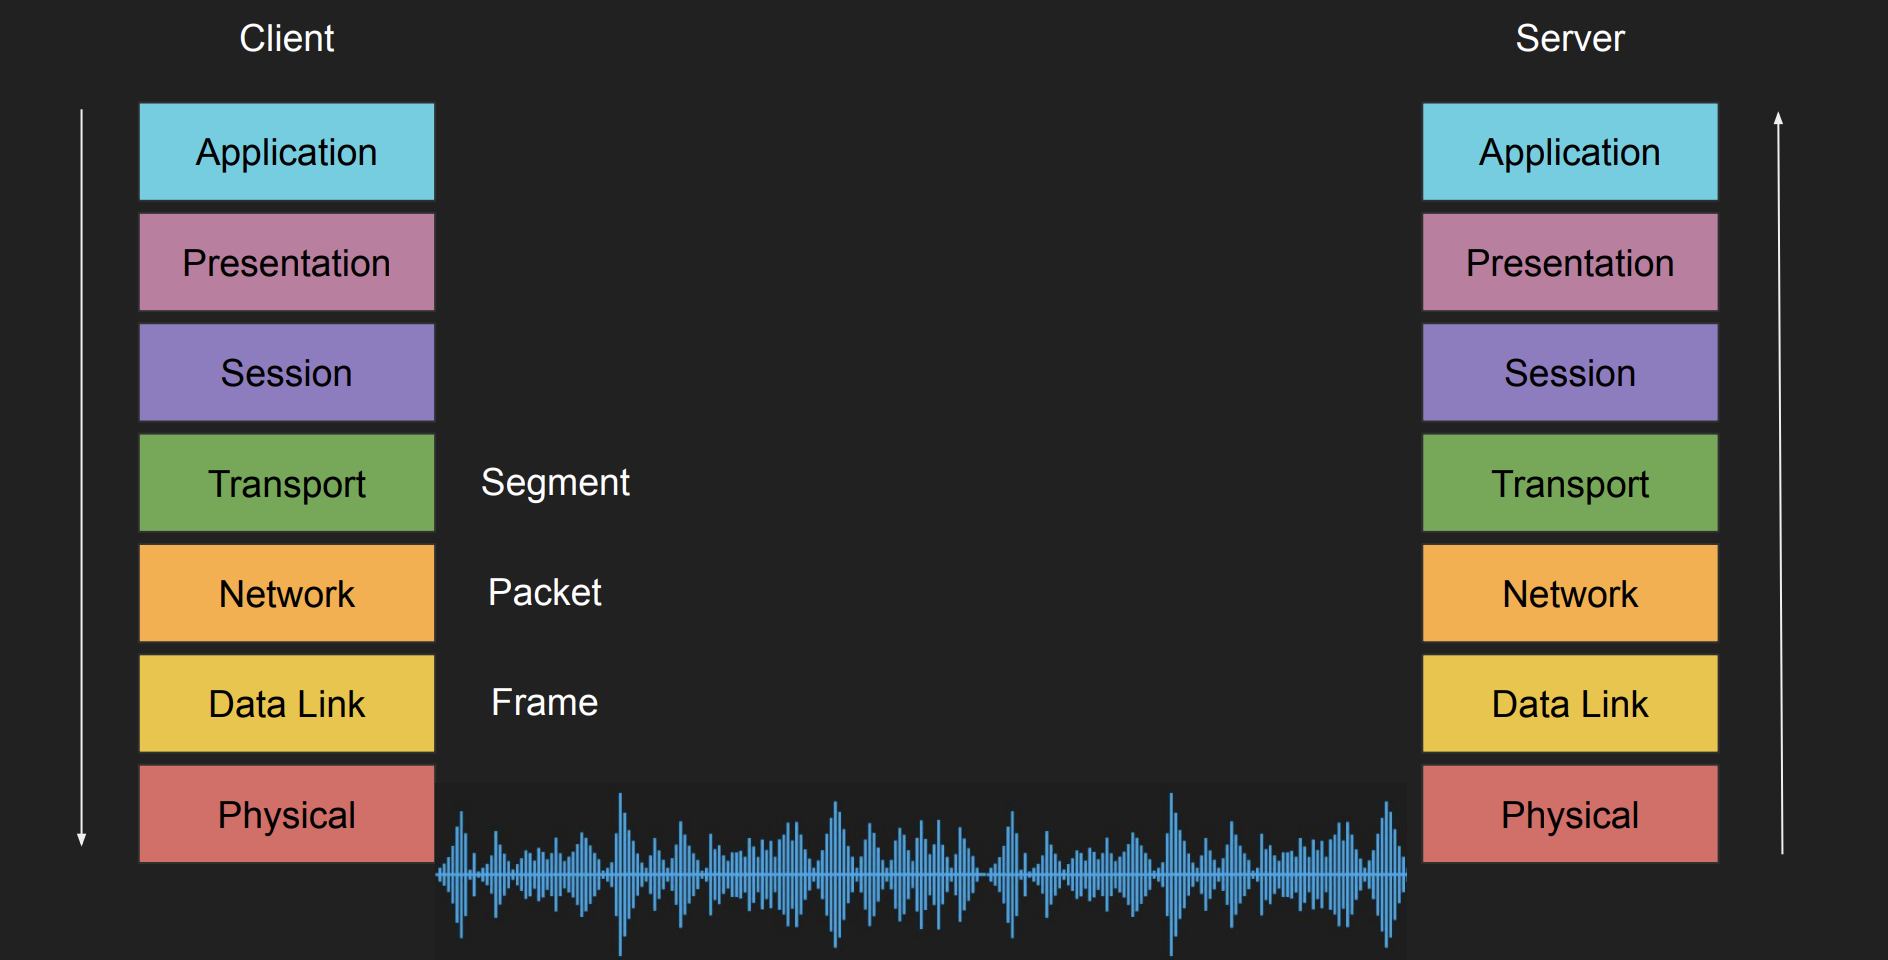 Client
Server
Application
Application
Presentation
Presentation
Session
Session
Transport
Segment
Transport
Network
Packet
Network
Data Link
Frame
Data Link
Physical
Physical